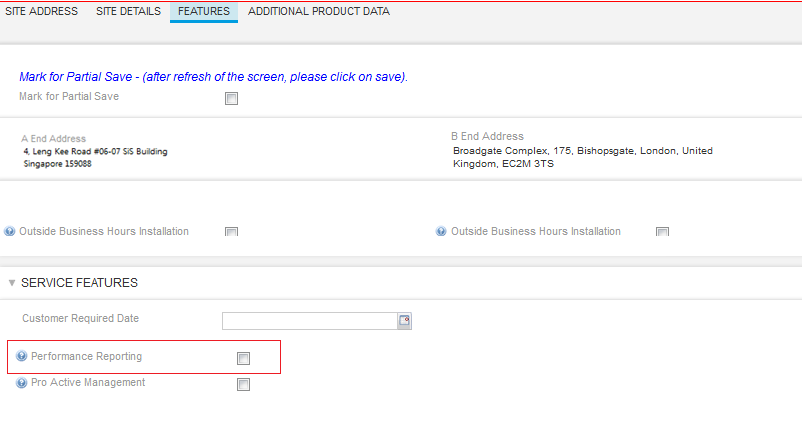 SITE ADDRESS SITE DETAILS FEATURES ADDITIONAL PRODUCT DATA
Mark for Partial Save - (after refresh of the screen, please click on save).
Mark for Partial Save
A End Address
4, Leng Kee Road #06-07 SiS Building
Singapore 159088
B End Address
Broadgate Complex, 175, Bishopsgate, London, United
Kingdom, EC2M 3TS
Outside Business Hours Installation
Outside Business Hours Installation
SERVICE FEATURES
Customer Required Date
Performance Reporting
Pro Active Management